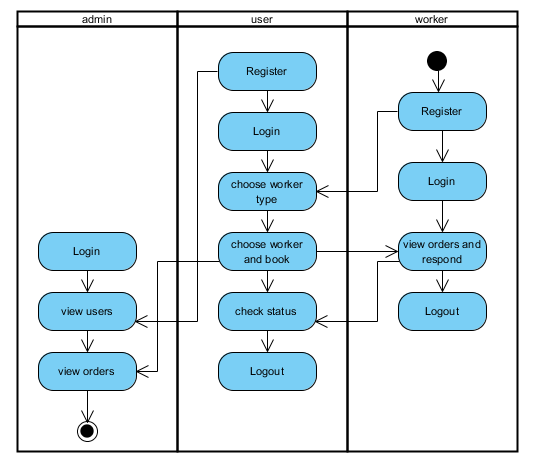 admin
user
worker
Login
view users
view orders
Register
Login
choose worker
type
choose worker
and book
check status
Logout
Register
Login
view orders and
respond
Logout